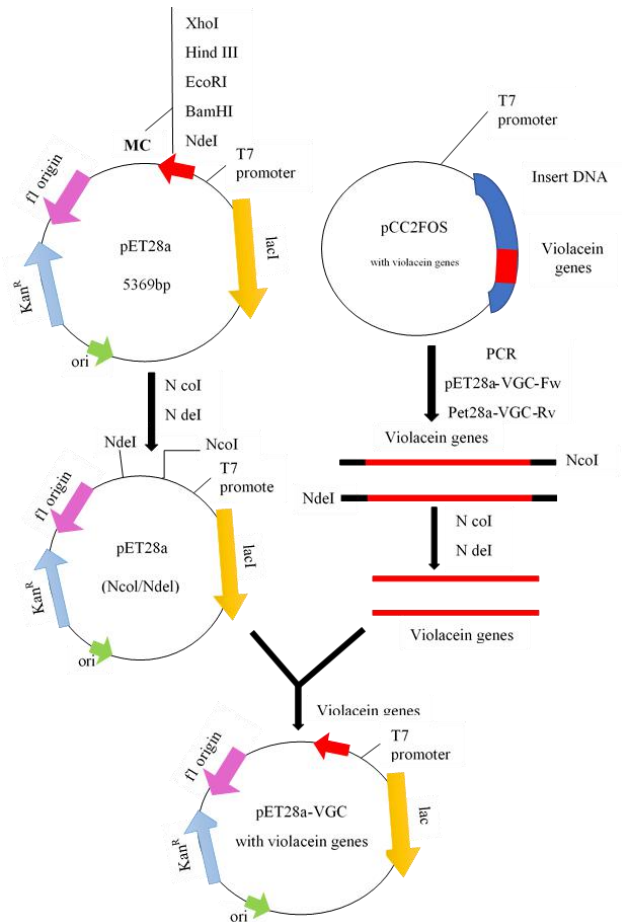 XhoI
Hind III
EcoRI
BamHI
NdeI
MC
T7
promoter
f1 origin
pET28a
5369bp
lacI
Kan^R
ori
T7
promoter
Insert DNA
pCC2FOS
with violacein genes
Violacein
genes
N coI
N deI
PCR
pET28a-VGC-Fw
Pet28a-VGC-Rv
Violacein genes
NcoI
NdeI
NdeI
NcoI
T7
promote
f1 origin
pET28a
(NcoI/NdeI)
lacI
Kan^R
ori
N coI
N deI
Violacein genes
Violacein genes
T7
promoter
f1 origin
pET28a-VGC
with violacein genes
lac
Kan^R
ori